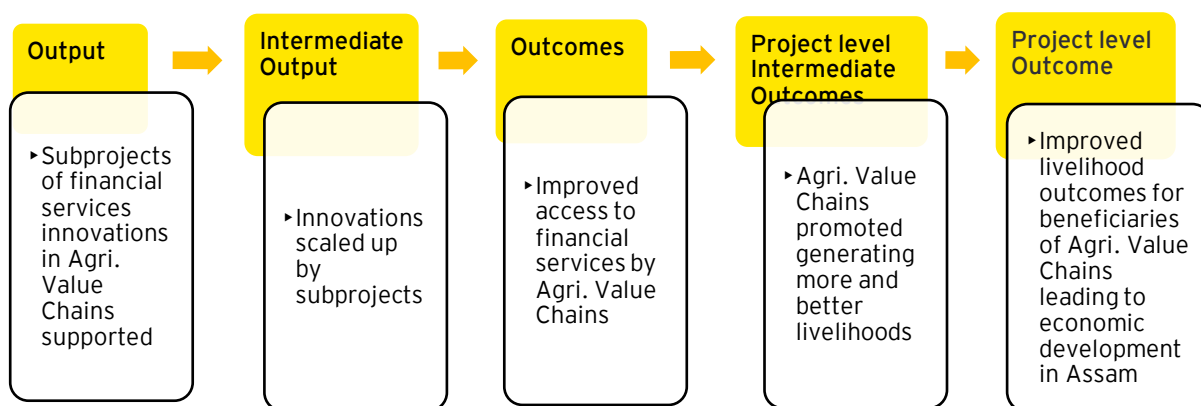 Output
‣Subprojects
of financial
services
innovations
in Agri.
Value
Chains
supported
Intermediate
Output
‣Innovations
scaled up
by
subprojects
Outcomes
‣Improved
access to
financial
services by
Agri. Value
Chains
Project level
Intermediate
Outcomes
‣Agri. Value
Chains
promoted
generating
more and
better
livelihoods
Project level
Outcome
‣Improved
livelihood
outcomes for
beneficiaries
of Agri. Value
Chains
leading to
economic
development
in Assam